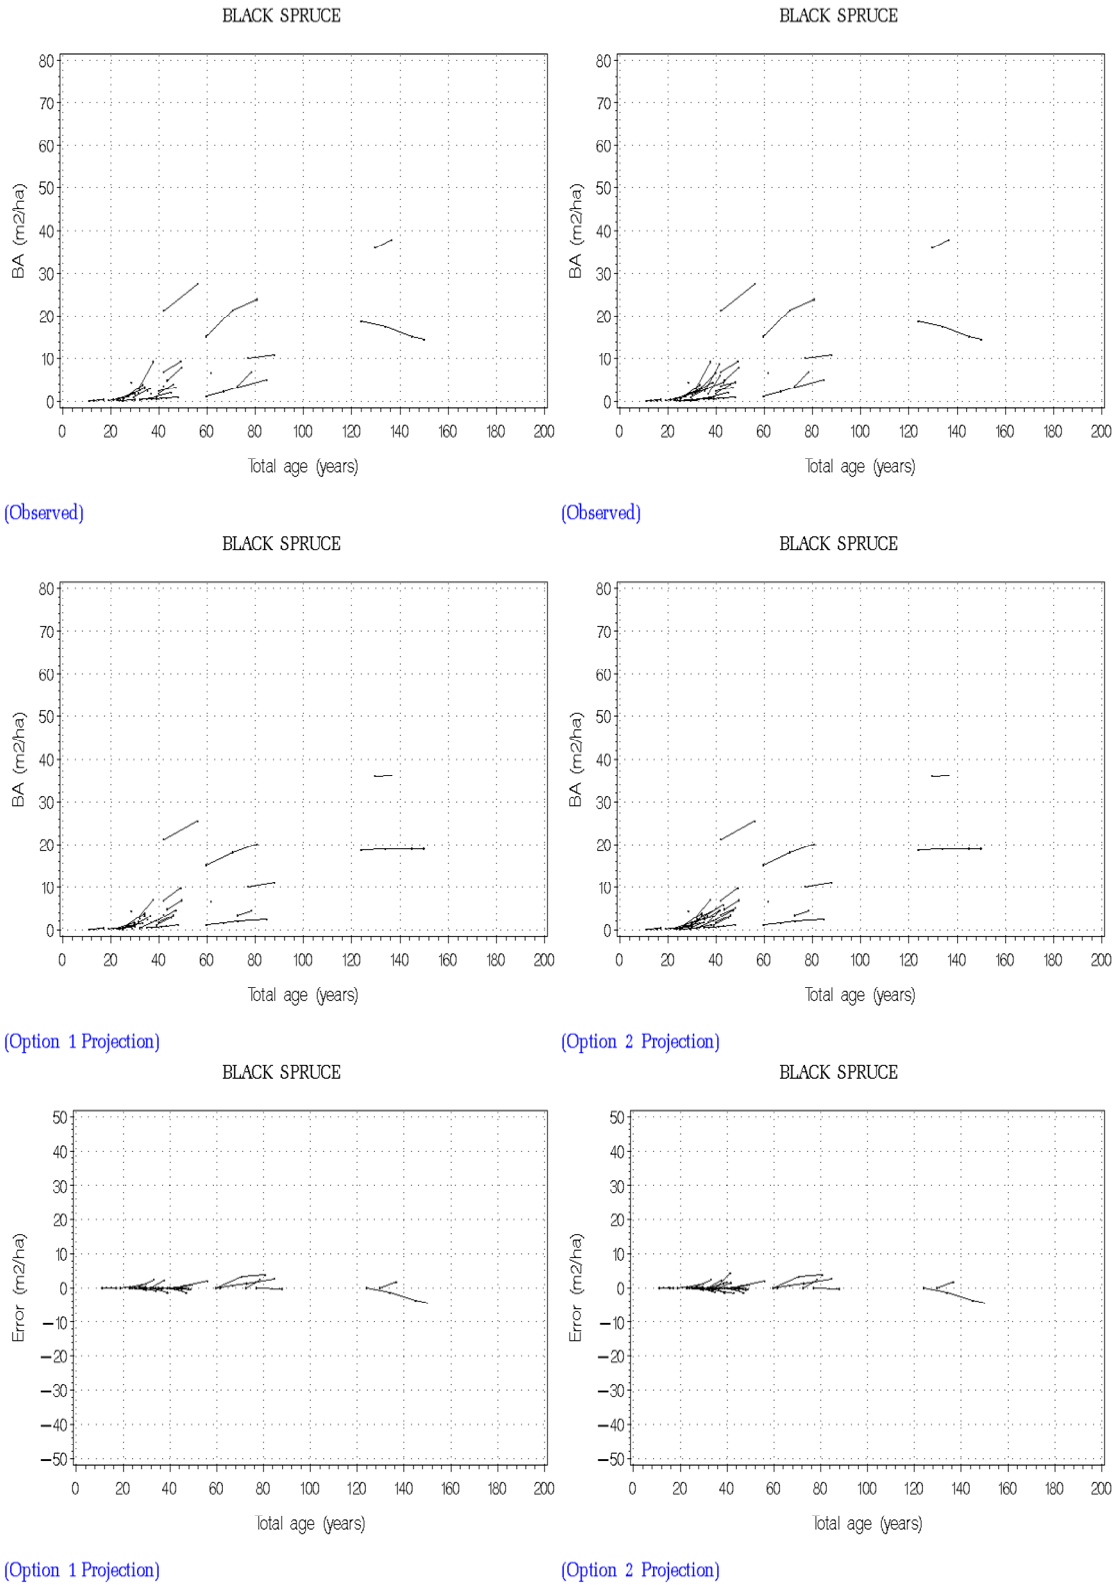 BLACK SPRUCE BLACK SPRUCE
80 80
70 70
60 60
50 50
40 40
30 30
20 20
10 10
0 0
BA (m2/ha) BA (m2/ha)
0 20 40 60 80 100 120 140 160 180 200 0 20 40 60 80 100 120 140 160 180 200
Total age (years) Total age (years)
(Observed) (Observed)
BLACK SPRUCE BLACK SPRUCE
80 80
70 70
60 60
50 50
40 40
30 30
20 20
10 10
0 0
BA (m2/ha) BA (m2/ha)
0 20 40 60 80 100 120 140 160 180 200 0 20 40 60 80 100 120 140 160 180 200
Total age (years) Total age (years)
(Option 1 Projection) (Option 2 Projection)
BLACK SPRUCE BLACK SPRUCE
50 50
40 40
30 30
20 20
10 10
0 0
−10 −10
−20 −20
−30 −30
−40 −40
−50 −50
Error (m2/ha) Error (m2/ha)
0 20 40 60 80 100 120 140 160 180 200 0 20 40 60 80 100 120 140 160 180 200
Total age (years) Total age (years)
(Option 1 Projection) (Option 2 Projection)